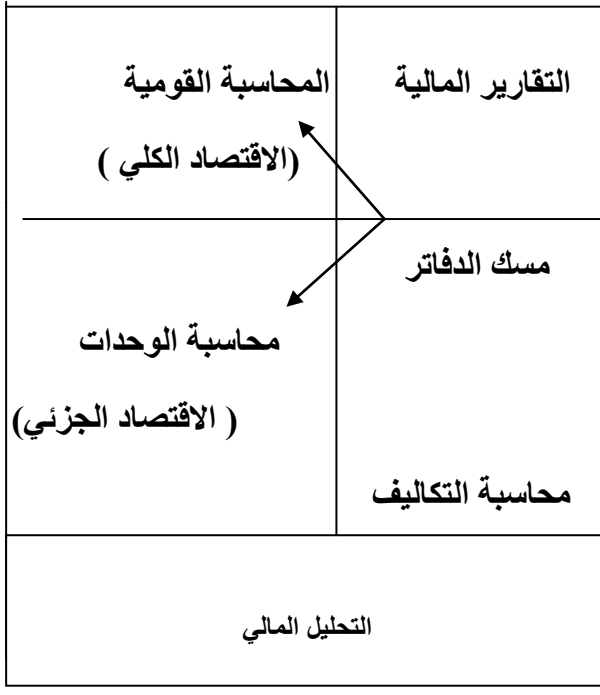 التقارير المالية
المحاسبة القومية
(الاقتصاد الكلي )
مسك الدفاتر
محاسبة الوحدات
( الاقتصاد الجزئي)
محاسبة التكاليف
التحليل المالي